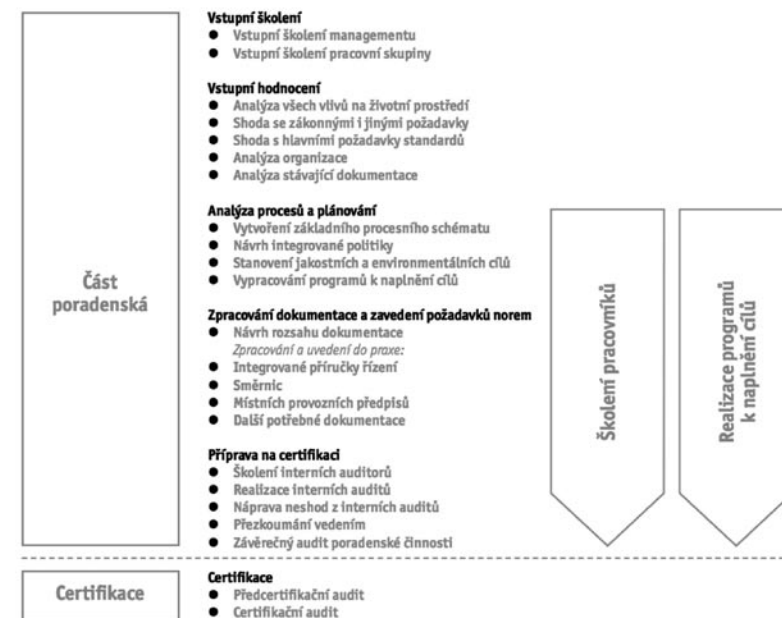 Vstupní školení
● Vstupní školení managementu
● Vstupní školení pracovní skupiny
Vstupní hodnocení
● Analýza všech vlivů na životní prostředí
● Shoda se zákonnými i jinými požadavky
● Shoda s hlavními požadavky standardů
● Analýza organizace
● Analýza stávající dokumentace
Analýza procesů a plánování
● Vytvoření základního procesního schématu
● Návrh integrované politiky
● Stanovení jakostních a environmentálních cílů
● Vypracování programů k naplnění cílů
Část
poradenská
Zpracování dokumentace a zavedení požadavků norem
● Návrh rozsahu dokumentace
Zpracování a uvedení do praxe:
● Integrované příručky řízení
● Směrnic
● Místních provozních předpisů
● Další potřebné dokumentace
Příprava na certifikaci
● Školení interních auditorů
● Realizace interních auditů
● Náprava neshod z interních auditů
● Přezkoumání vedením
● Závěrečný audit poradenské činnosti
Školení pracovníků
Realizace programů
k naplnění cílů
Certifikace
Certifikace
● Předcertifikační audit
● Certifikační audit